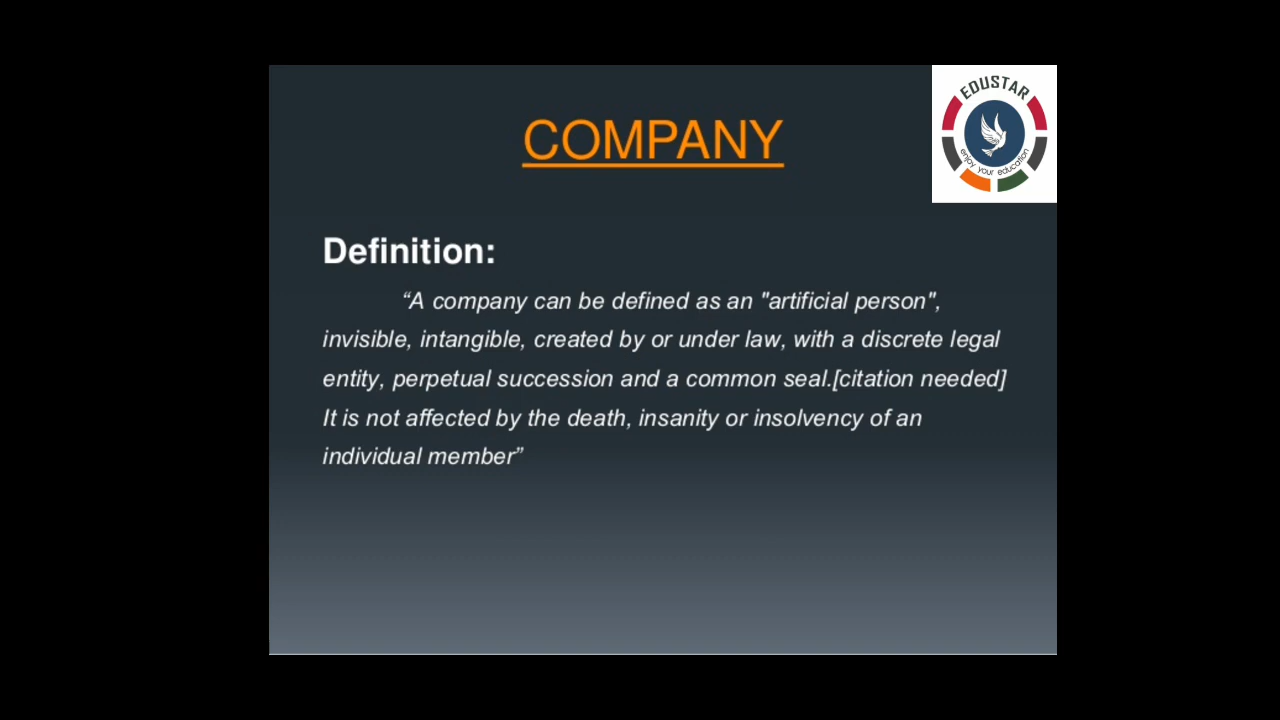 EDUSTAR
enjoy your education
COMPANY
Definition:
“A company can be defined as an "artificial person",
invisible, intangible, created by or under law, with a discrete legal
entity, perpetual succession and a common seal.[citation needed]
It is not affected by the death, insanity or insolvency of an
individual member”